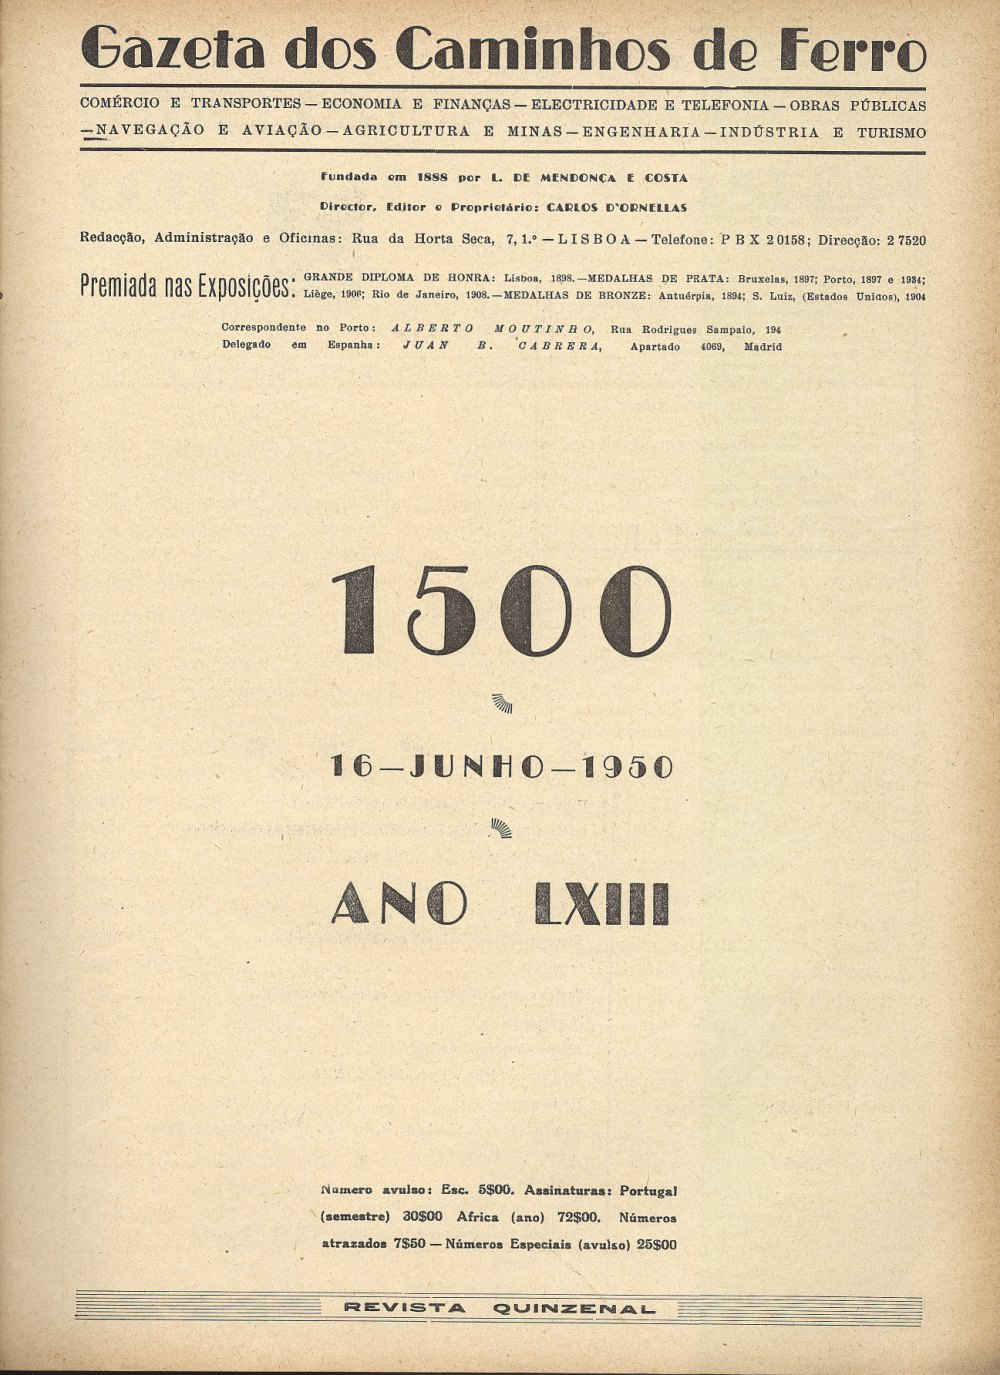 Gazeta dos Caminhos de Ferro
COMÉRCIO E TRANSPORTES — ECONOMIA E FINANÇAS — ELECTRICIDADE E TELEFONIA — OBRAS PÚBLICAS
— NAVEGAÇÃO E AVIAÇÃO — AGRICULTURA E MINAS — ENGENHARIA — INDÚSTRIA E TURISMO
Fundada em 1888 por L. DE MENDONÇA E COSTA
Director, Editor e Proprietário: CARLOS D'ORNELLAS
Redacção, Administração e Oficinas: Rua da Horta Seca, 7, 1.º — LISBOA — Telefone: P B X 2 0158; Direcção: 2 7520
Premiada nas Exposições: GRANDE DIPLOMA DE HONRA: Lisboa, 1898. — MEDALHAS DE PRATA: Bruxelas, 1897; Porto, 1897 e 1934;
Liège, 1906; Rio de Janeiro, 1908. — MEDALHAS DE BRONZE: Antuérpia, 1894; S. Luiz, (Estados Unidos), 1904
Correspondente no Porto: ALBERTO MOUTINHO, Rua Rodrigues Sampaio, 194
Delegado em Espanha: JUAN B. CABRERA, Apartado 4069, Madrid
1500
16 — JUNHO — 1950
ANO LXIII
Número avulso: Esc. 5$00. Assinaturas: Portugal
(semestre) 30$00 Africa (ano) 72$00. Números
atrazados 7$50 — Números Especiais (avulso) 25$00
REVISTA QUINZENAL